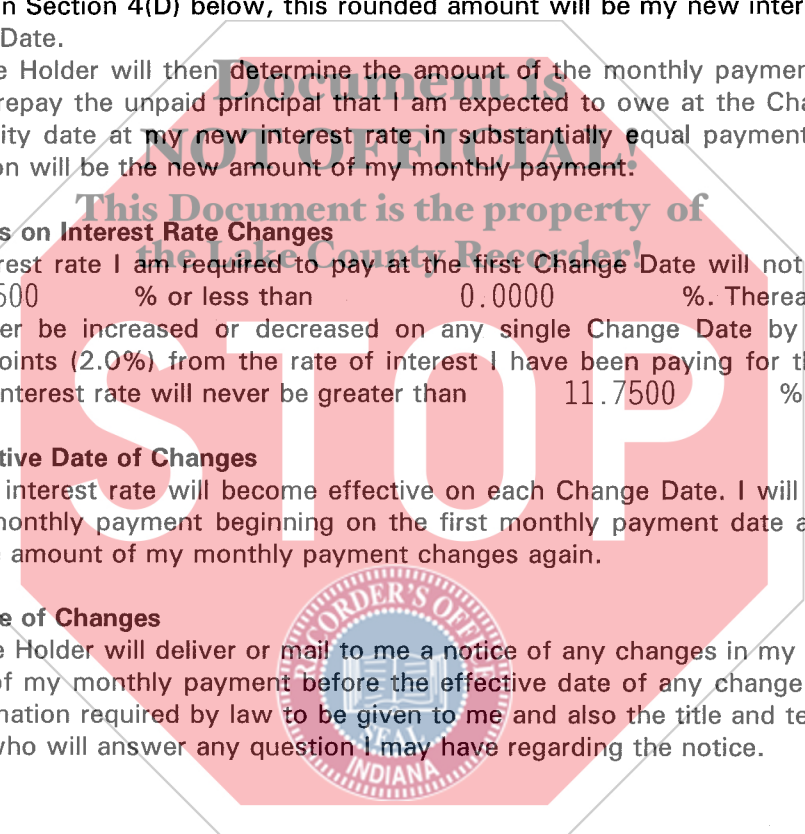 n Section 4(D) below, this rounded amount will be my new inter
Date.
e Holder will then determine the amount of the monthly paymen
repay the unpaid principal that I am expected to owe at the Cha
ity date at my new interest rate in substantially equal payment
on will be the new amount of my monthly payment.
Document is
NOT OFFICIAL!
This Document is the property of
the Lake County Recorder!
s on Interest Rate Changes
rest rate I am required to pay at the first Change Date will not
500 % or less than 0.0000 %. Therea
er be increased or decreased on any single Change Date by
oints (2.0%) from the rate of interest I have been paying for th
interest rate will never be greater than 11.7500 %
STOP
tive Date of Changes
interest rate will become effective on each Change Date. I will
monthly payment beginning on the first monthly payment date a
amount of my monthly payment changes again.
e of Changes
e Holder will deliver or mail to me a notice of any changes in my
of my monthly payment before the effective date of any change
nation required by law to be given to me and also the title and te
who will answer any question I may have regarding the notice.
RECORDER'S OFFICE
SEAL
INDIANA